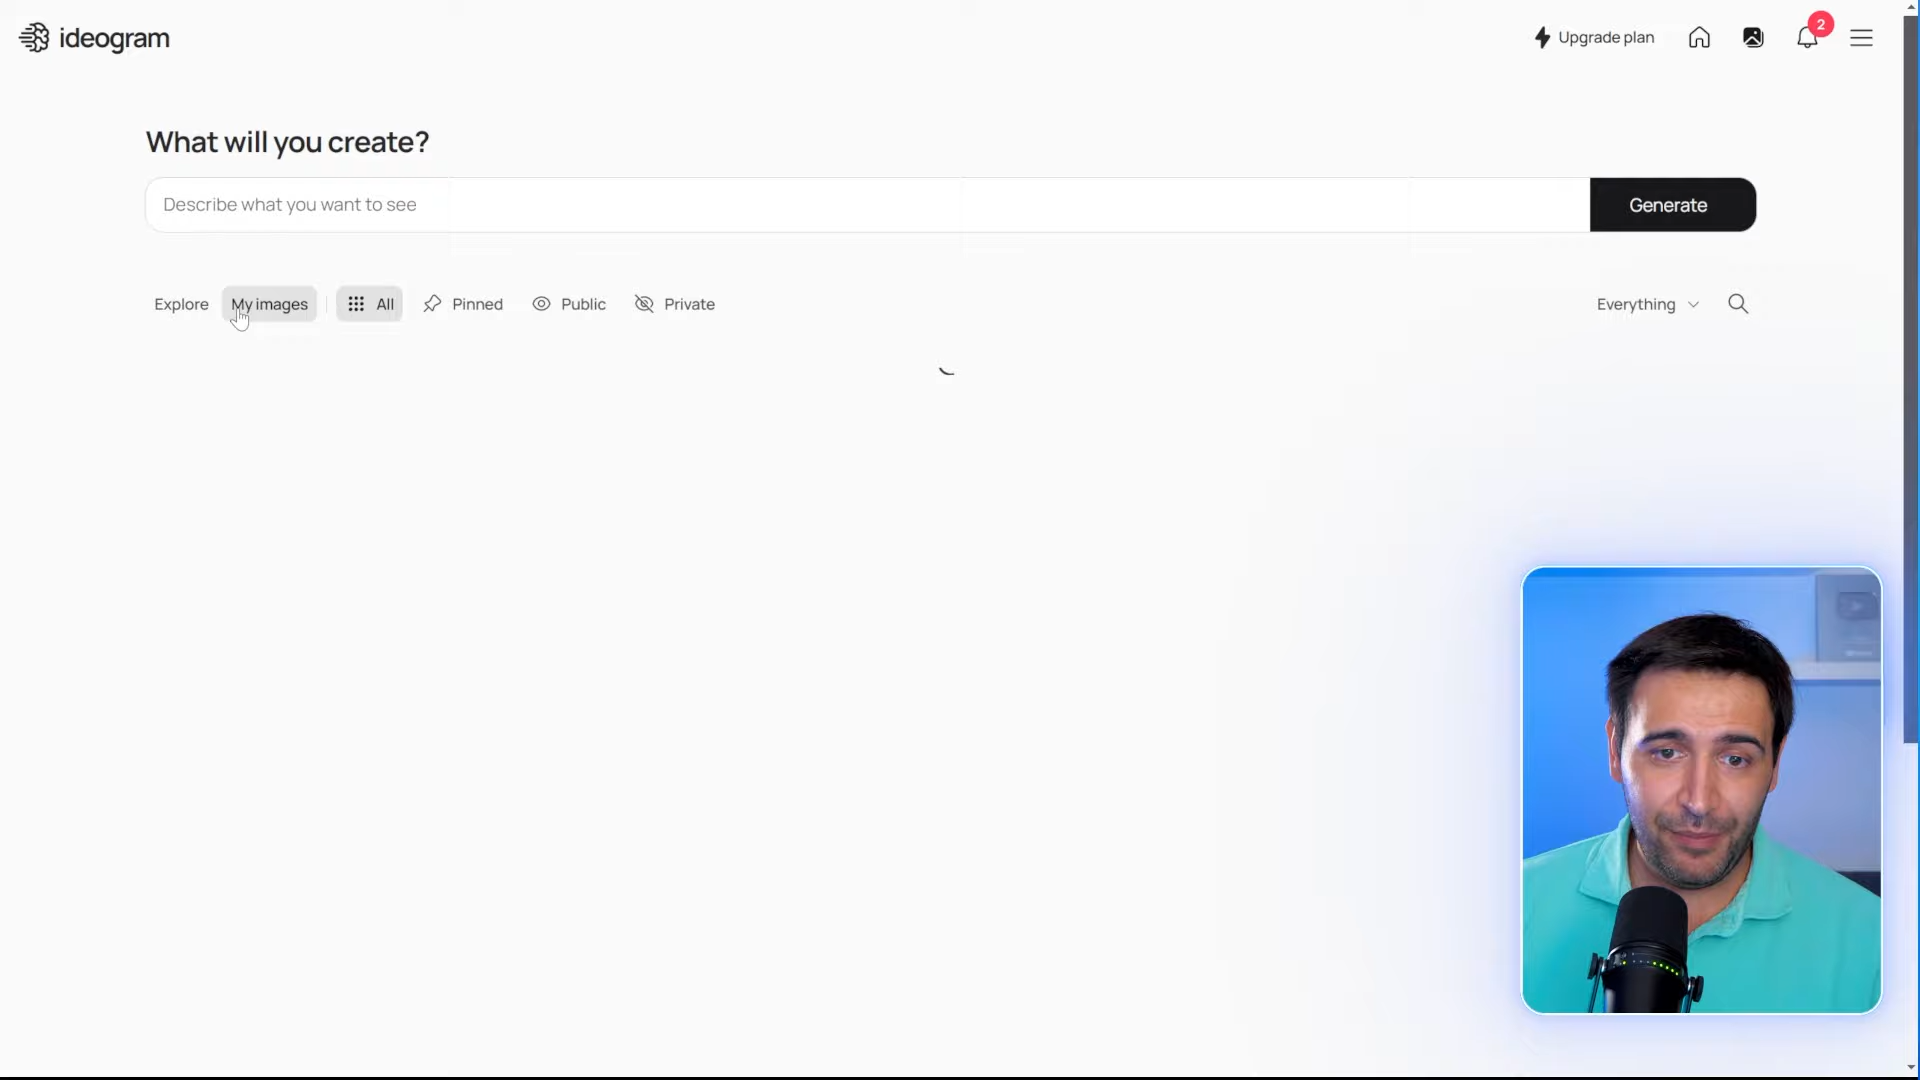 ideogram
Upgrade plan
2
What will you create?
Describe what you want to see
Generate
Explore
My images
All
Pinned
Public
Private
Everything